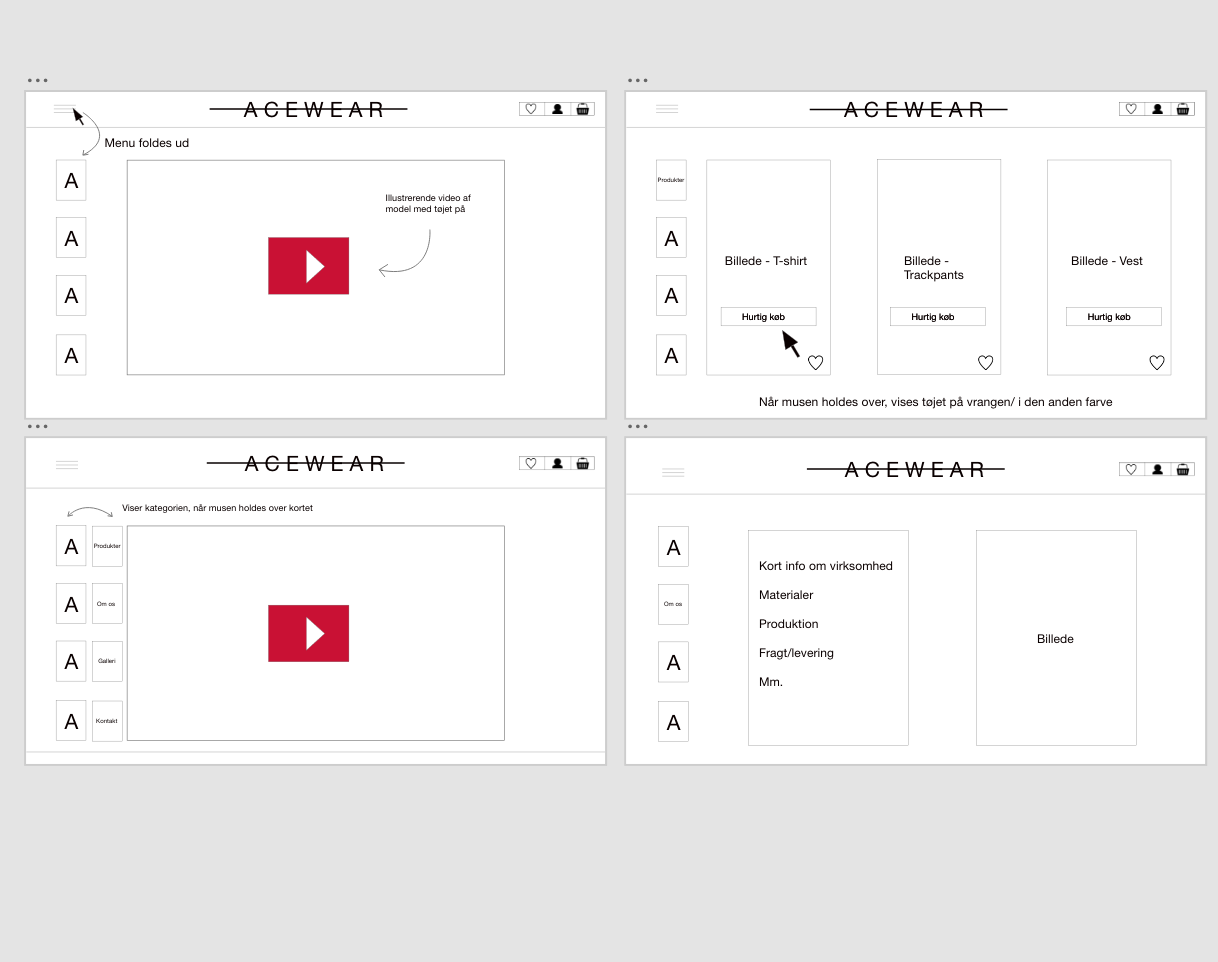 ACEWEAR
Menu foldes ud
A
Illustrerende video af
model med tøjet på
A
A
A
ACEWEAR
Produkter
A
A
A
Billede - T-shirt
Hurtig køb
Billede -
Trackpants
Hurtig køb
Billede - Vest
Hurtig køb
Når musen holdes over, vises tøjet på vrangen/ i den anden farve
ACEWEAR
Viser kategorien, når musen holdes over kortet
A
Produkter
A
Om os
A
Galleri
A
Kontakt
ACEWEAR
A
Om os
A
A
Kort info om virksomhed
Materialer
Produktion
Fragt/levering
Mm.
Billede